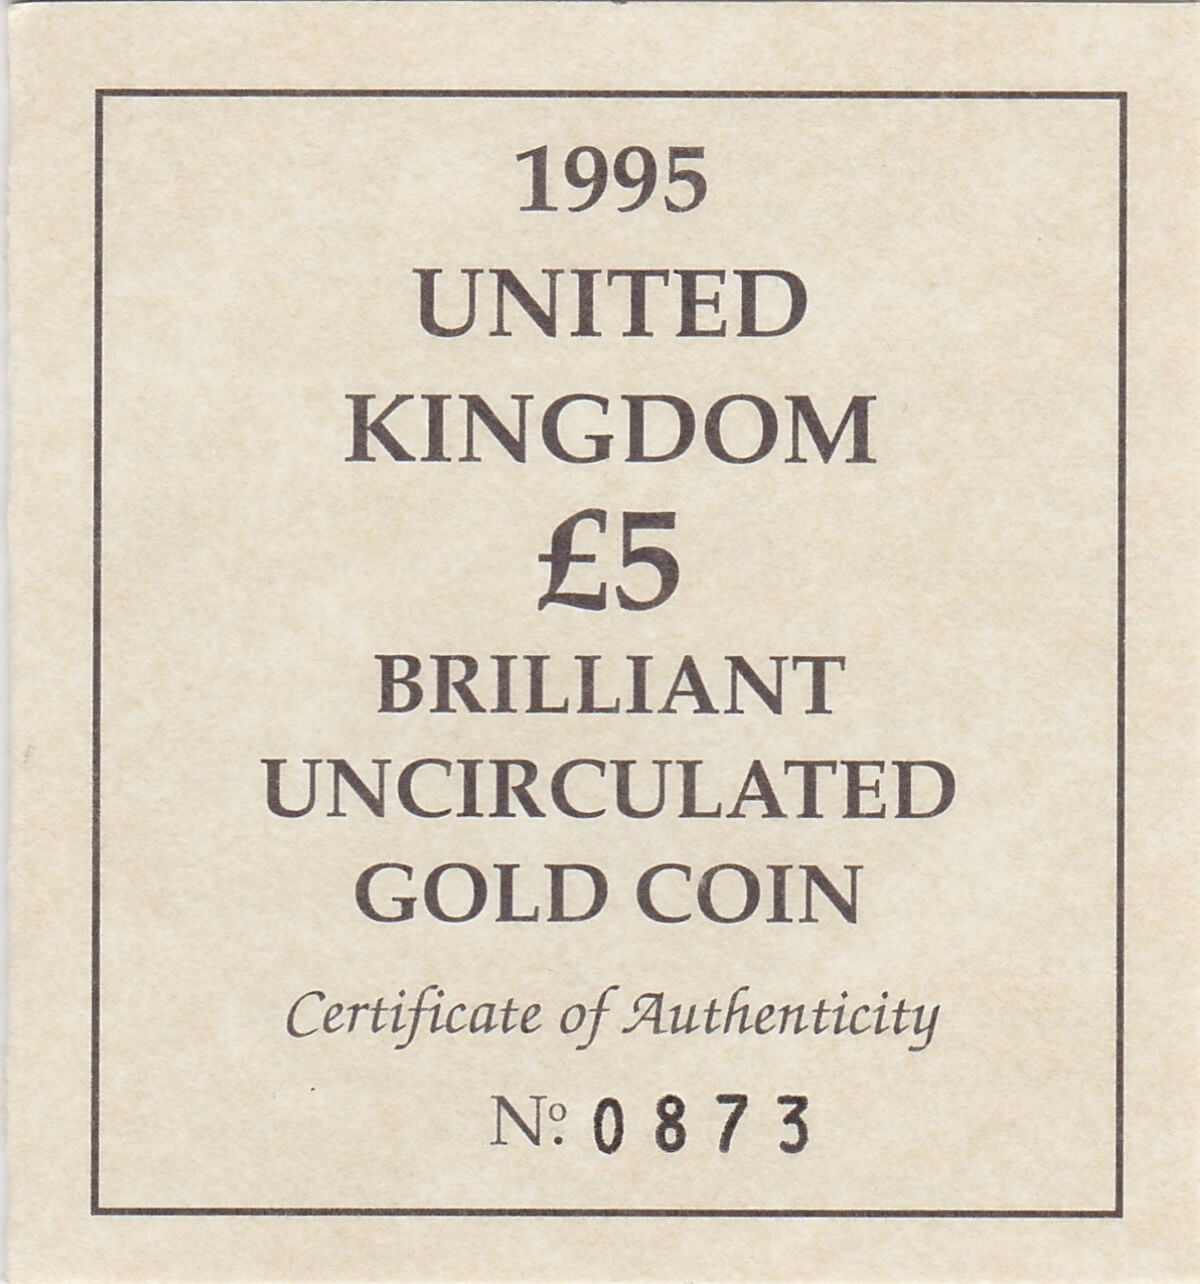 1995
UNITED
KINGDOM
£5
BRILLIANT
UNCIRCULATED
GOLD COIN
Certificate of Authenticity
Nº. 0873